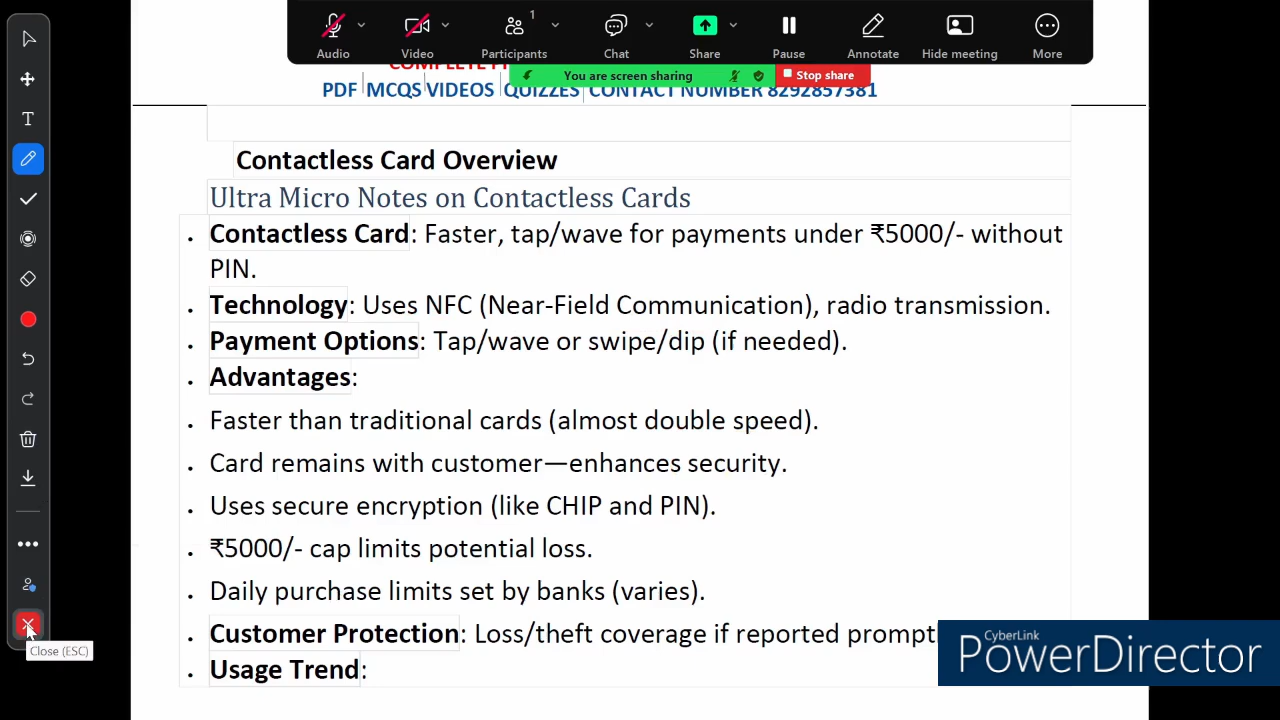 1
Audio Video Participants Chat Share Pause Annotate Hide meeting More
You are screen sharing Stop share
PDF MCQS VIDEOS QUIZZES CONTACT NUMBER 8292857381
Contactless Card Overview
Ultra Micro Notes on Contactless Cards
• Contactless Card: Faster, tap/wave for payments under ₹5000/- without
PIN.
• Technology: Uses NFC (Near-Field Communication), radio transmission.
• Payment Options: Tap/wave or swipe/dip (if needed).
• Advantages:
• Faster than traditional cards (almost double speed).
• Card remains with customer—enhances security.
• Uses secure encryption (like CHIP and PIN).
• ₹5000/- cap limits potential loss.
• Daily purchase limits set by banks (varies).
• Customer Protection: Loss/theft coverage if reported prompt
• Usage Trend:
T
Close (ESC)
CyberLink
PowerDirector